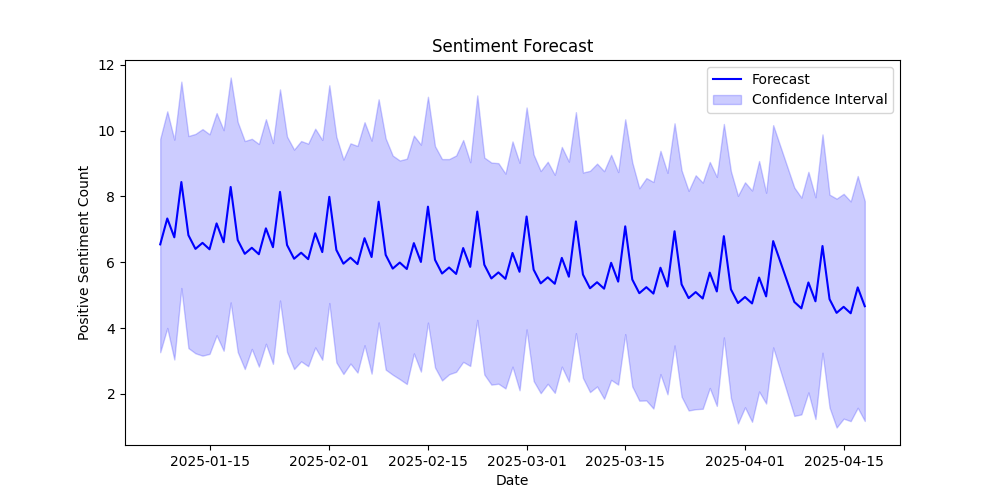 Sentiment Forecast
Forecast
Confidence Interval
Positive Sentiment Count
12
10
8
6
4
2
2025-01-15
2025-02-01
2025-02-15
2025-03-01
2025-03-15
2025-04-01
2025-04-15
Date